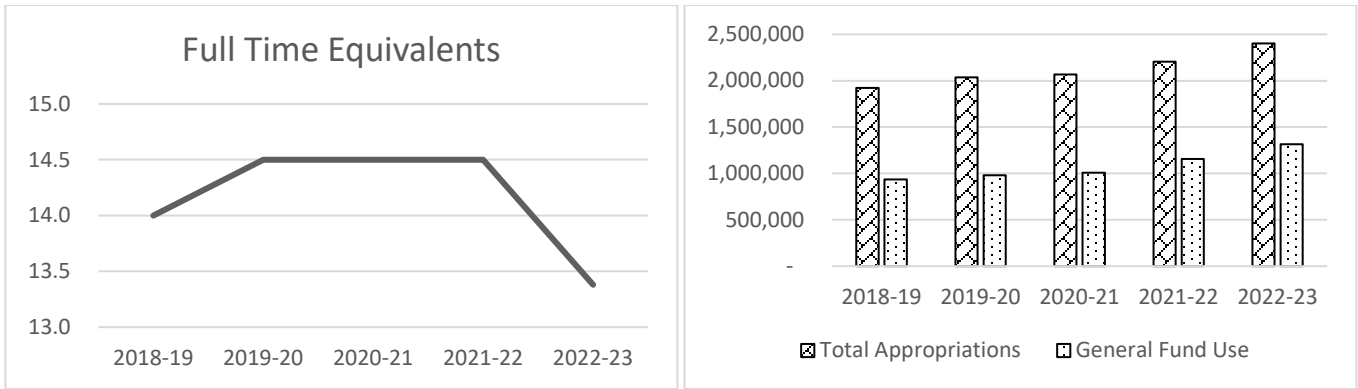 Full Time Equivalents
15.0
14.5
14.0
13.5
13.0
2018-19 2019-20 2020-21 2021-22 2022-23
2,500,000
2,000,000
1,500,000
1,000,000
500,000
-
2018-19 2019-20 2020-21 2021-22 2022-23
Total Appropriations General Fund Use